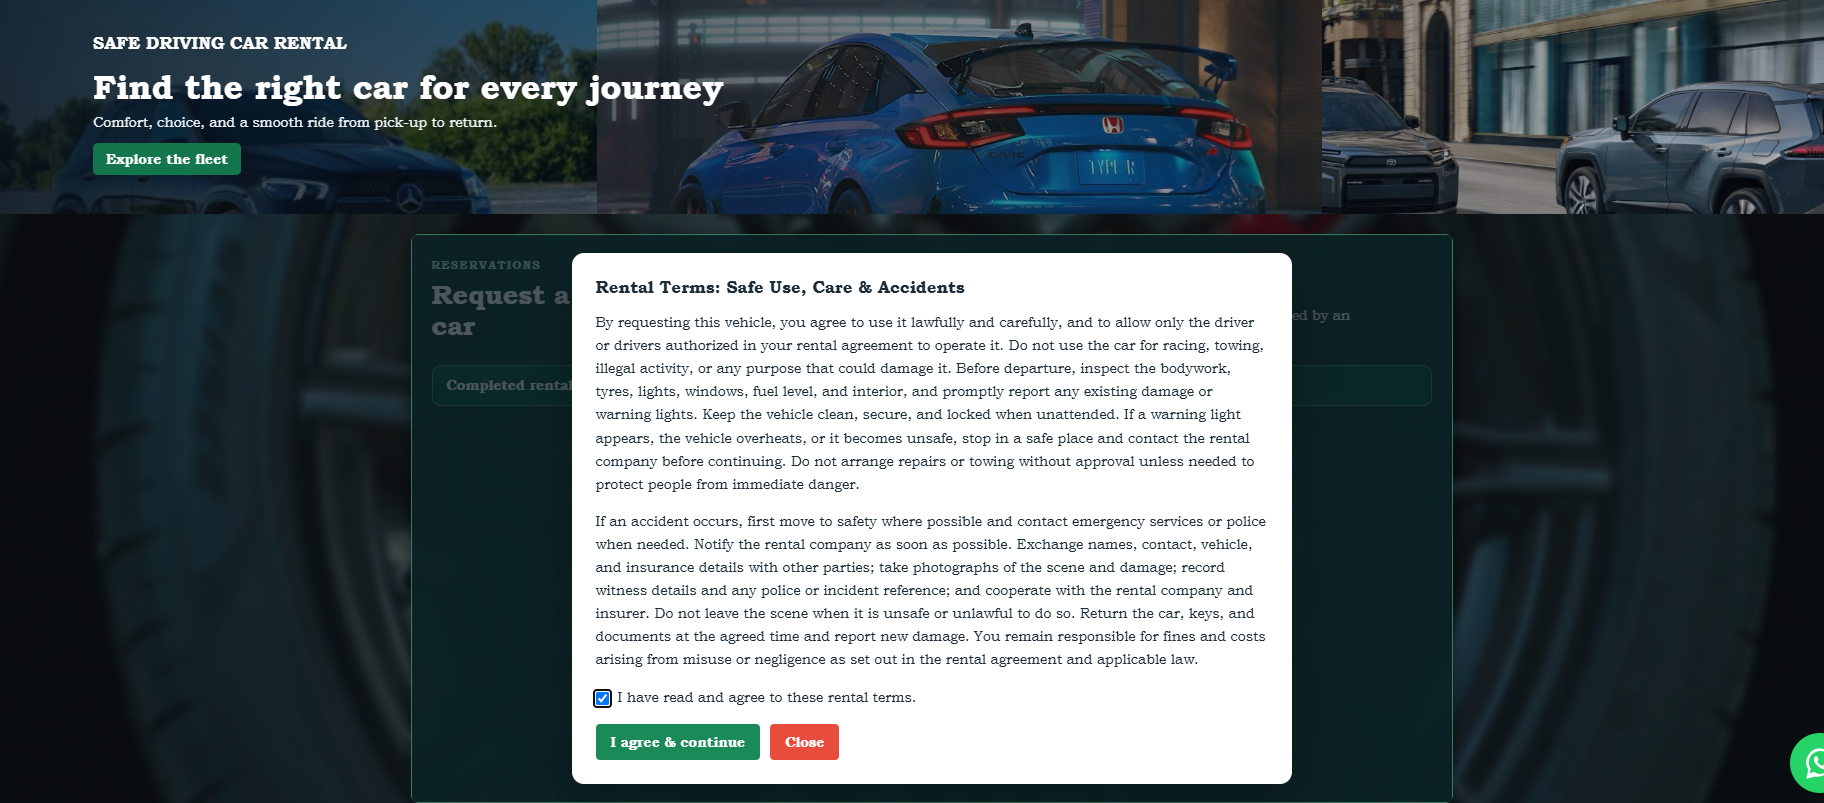 SAFE DRIVING CAR RENTAL
Find the right car for every journey
Comfort, choice, and a smooth ride from pick-up to return.
Explore the fleet
CIVIC
TYPE R
RESERVATIONS
Request a
car
ed by an
Completed rental
Rental Terms: Safe Use, Care & Accidents
By requesting this vehicle, you agree to use it lawfully and carefully, and to allow only the driver
or drivers authorized in your rental agreement to operate it. Do not use the car for racing, towing,
illegal activity, or any purpose that could damage it. Before departure, inspect the bodywork,
tyres, lights, windows, fuel level, and interior, and promptly report any existing damage or
warning lights. Keep the vehicle clean, secure, and locked when unattended. If a warning light
appears, the vehicle overheats, or it becomes unsafe, stop in a safe place and contact the rental
company before continuing. Do not arrange repairs or towing without approval unless needed to
protect people from immediate danger.
If an accident occurs, first move to safety where possible and contact emergency services or police
when needed. Notify the rental company as soon as possible. Exchange names, contact, vehicle,
and insurance details with other parties; take photographs of the scene and damage; record
witness details and any police or incident reference; and cooperate with the rental company and
insurer. Do not leave the scene when it is unsafe or unlawful to do so. Return the car, keys, and
documents at the agreed time and report new damage. You remain responsible for fines and costs
arising from misuse or negligence as set out in the rental agreement and applicable law.
I have read and agree to these rental terms.
I agree & continue
Close